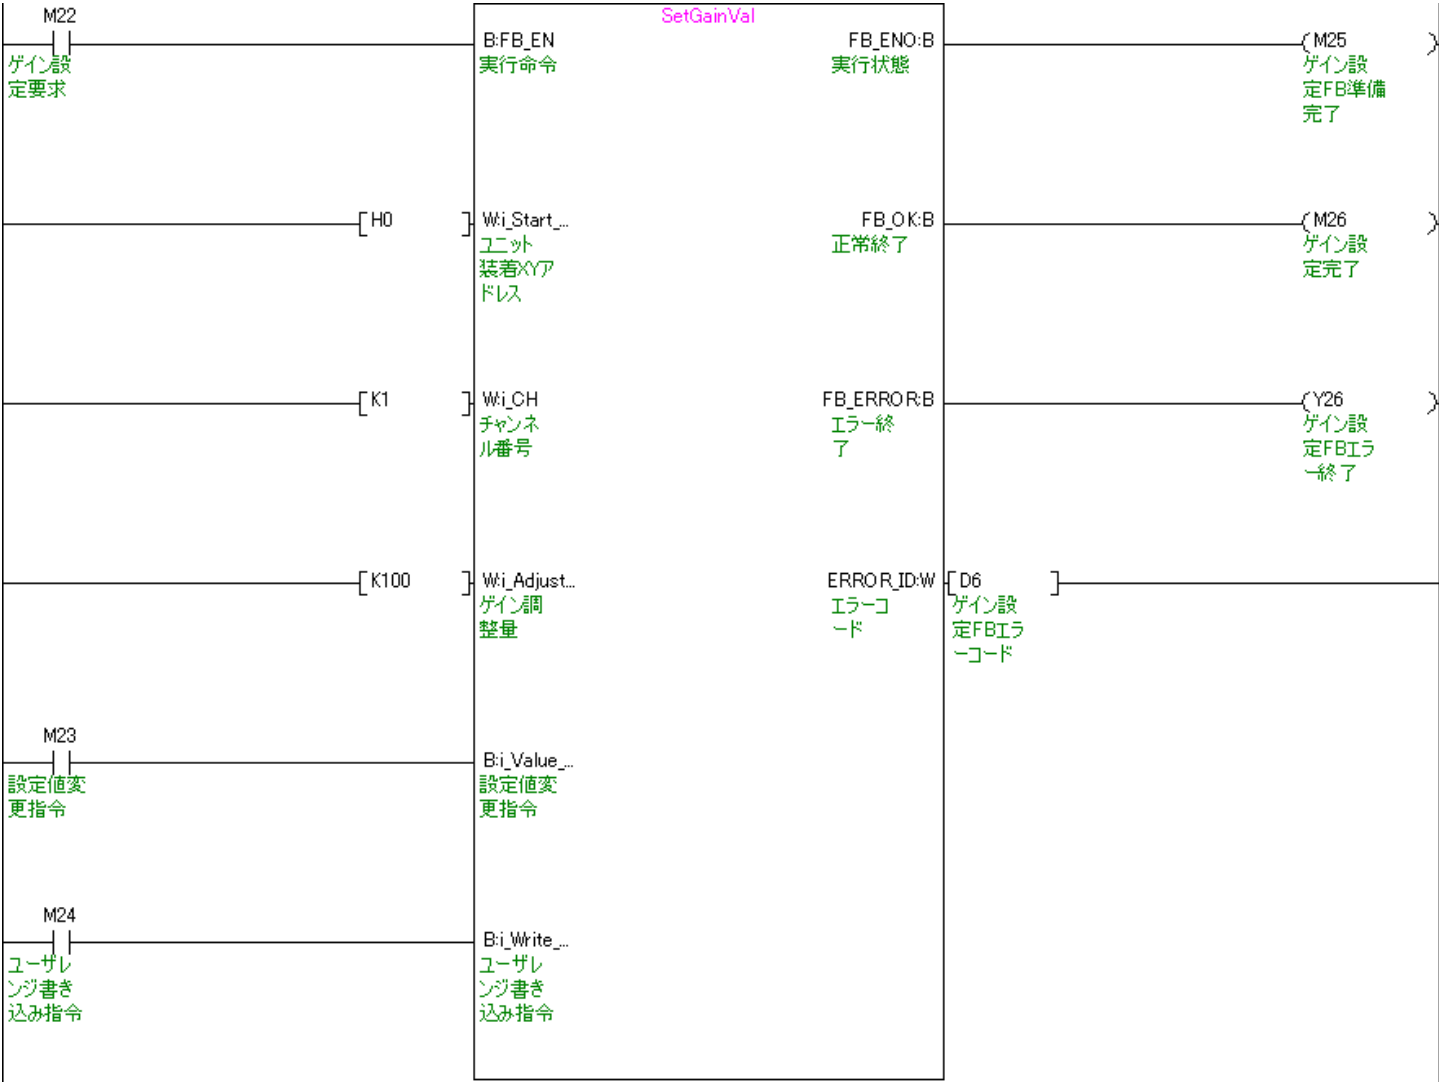 SetGainVal
M22
ゲイン設
定要求
B:FB_EN
実行命令
FB_ENO:B
実行状態
M25
ゲイン設
定FB準備
完了
H0
W:i_Start_...
ユニット
装着XYア
ドレス
FB_OK:B
正常終了
M26
ゲイン設
定完了
K1
W:i_CH
チャンネ
ル番号
FB_ERROR:B
エラー終
了
Y26
ゲイン設
定FBエラ
ー終了
K100
W:i_Adjust...
ゲイン調
整量
ERROR_ID:W
エラーコ
ード
D6
ゲイン設
定FBエラ
ーコード
M23
設定値変
更指令
B:i_Value_...
設定値変
更指令
M24
ユーザレ
ンジ書き
込み指令
B:i_Write_...
ユーザレ
ンジ書き
込み指令